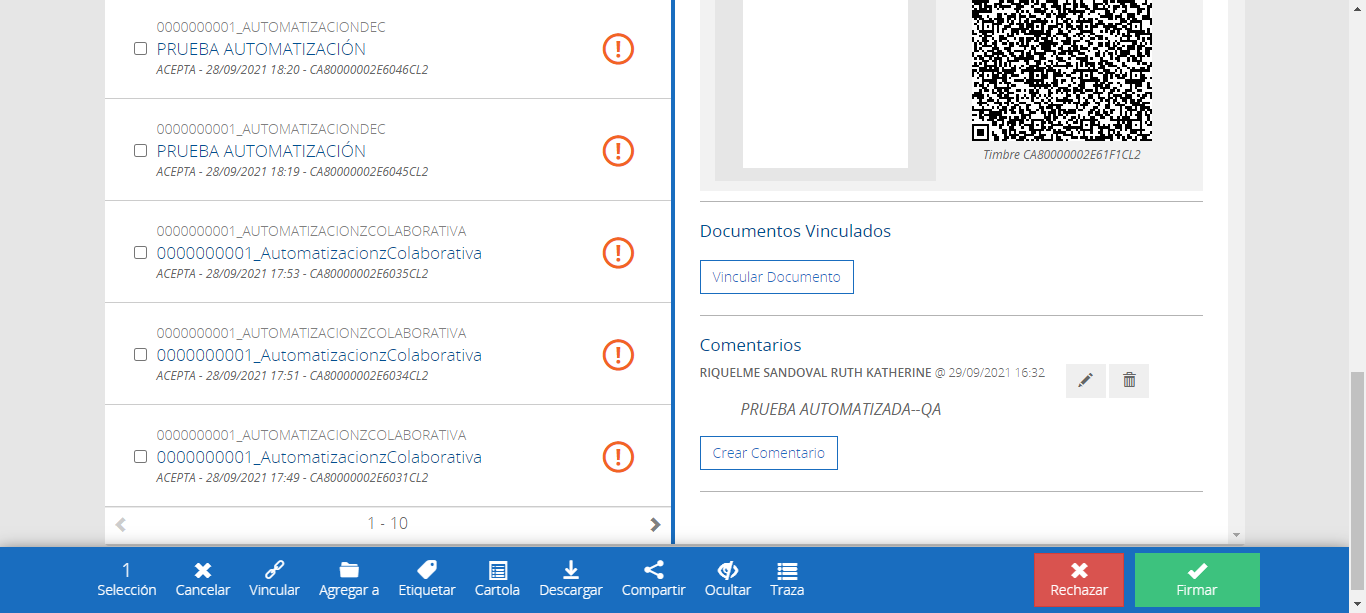 0000000001_AUTOMATIZACIONDEC
PRUEBA AUTOMATIZACIÓN
ACEPTA - 28/09/2021 18:20 - CA80000002E6046CL2
0000000001_AUTOMATIZACIONDEC
PRUEBA AUTOMATIZACIÓN
ACEPTA - 28/09/2021 18:19 - CA80000002E6045CL2
0000000001_AUTOMATIZACIONZCOLABORATIVA
0000000001_AutomatizacionzColaborativa
ACEPTA - 28/09/2021 17:53 - CA80000002E6035CL2
0000000001_AUTOMATIZACIONZCOLABORATIVA
0000000001_AutomatizacionzColaborativa
ACEPTA - 28/09/2021 17:51 - CA80000002E6034CL2
0000000001_AUTOMATIZACIONZCOLABORATIVA
0000000001_AutomatizacionzColaborativa
ACEPTA - 28/09/2021 17:49 - CA80000002E6031CL2
1 - 10
Timbre CA80000002E61F1CL2
Documentos Vinculados
Vincular Documento
Comentarios
RIQUELME SANDOVAL RUTH KATHERINE @ 29/09/2021 16:32
PRUEBA AUTOMATIZADA--QA
Crear Comentario
1
Selección
Cancelar
Vincular
Agregar a
Etiquetar
Cartola
Descargar
Compartir
Ocultar
Traza
Rechazar
Firmar